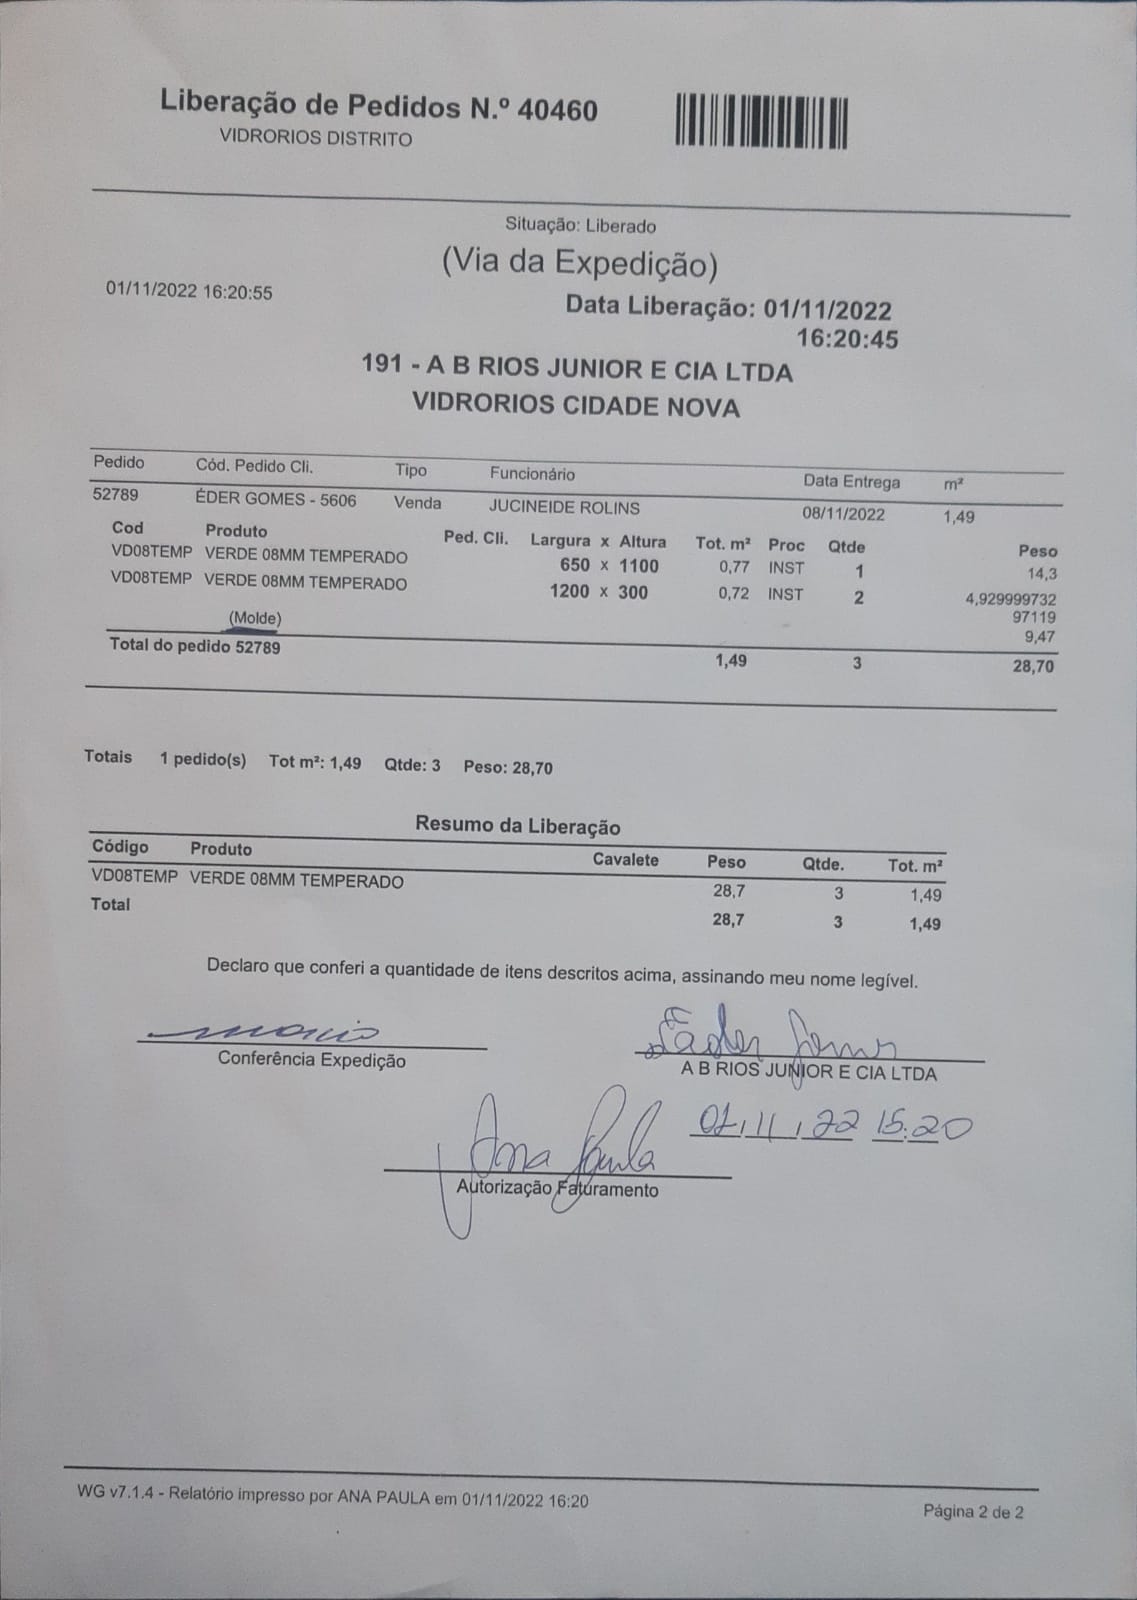 Liberação de Pedidos N.º 40460
VIDRORIOS DISTRITO
Situação: Liberado
(Via da Expedição)
01/11/2022 16:20:55
Data Liberação: 01/11/2022
16:20:45
191 - A B RIOS JUNIOR E CIA LTDA
VIDRORIOS CIDADE NOVA
Pedido Cód. Pedido Cli. Tipo Funcionário Data Entrega m²
52789 ÉDER GOMES - 5606 Venda JUCINEIDE ROLINS 08/11/2022 1,49
Cod Produto Ped. Cli. Largura x Altura Tot. m² Proc Qtde Peso
VD08TEMP VERDE 08MM TEMPERADO 650 x 1100 0,77 INST 1 14,3
VD08TEMP VERDE 08MM TEMPERADO 1200 x 300 0,72 INST 2 4,929999732
97119
(Molde) 9,47
Total do pedido 52789 1,49 3 28,70
Totais 1 pedido(s) Tot m²: 1,49 Qtde: 3 Peso: 28,70
Resumo da Liberação
Código Produto Cavalete Peso Qtde. Tot. m²
VD08TEMP VERDE 08MM TEMPERADO 28,7 3 1,49
Total 28,7 3 1,49
Declaro que conferi a quantidade de itens descritos acima, assinando meu nome legível.
Éder Gomes
Conferência Expedição A B RIOS JUNIOR E CIA LTDA
01,11,22 15:20
Ana Paula
Autorização Faturamento
WG v7.1.4 - Relatório impresso por ANA PAULA em 01/11/2022 16:20
Página 2 de 2